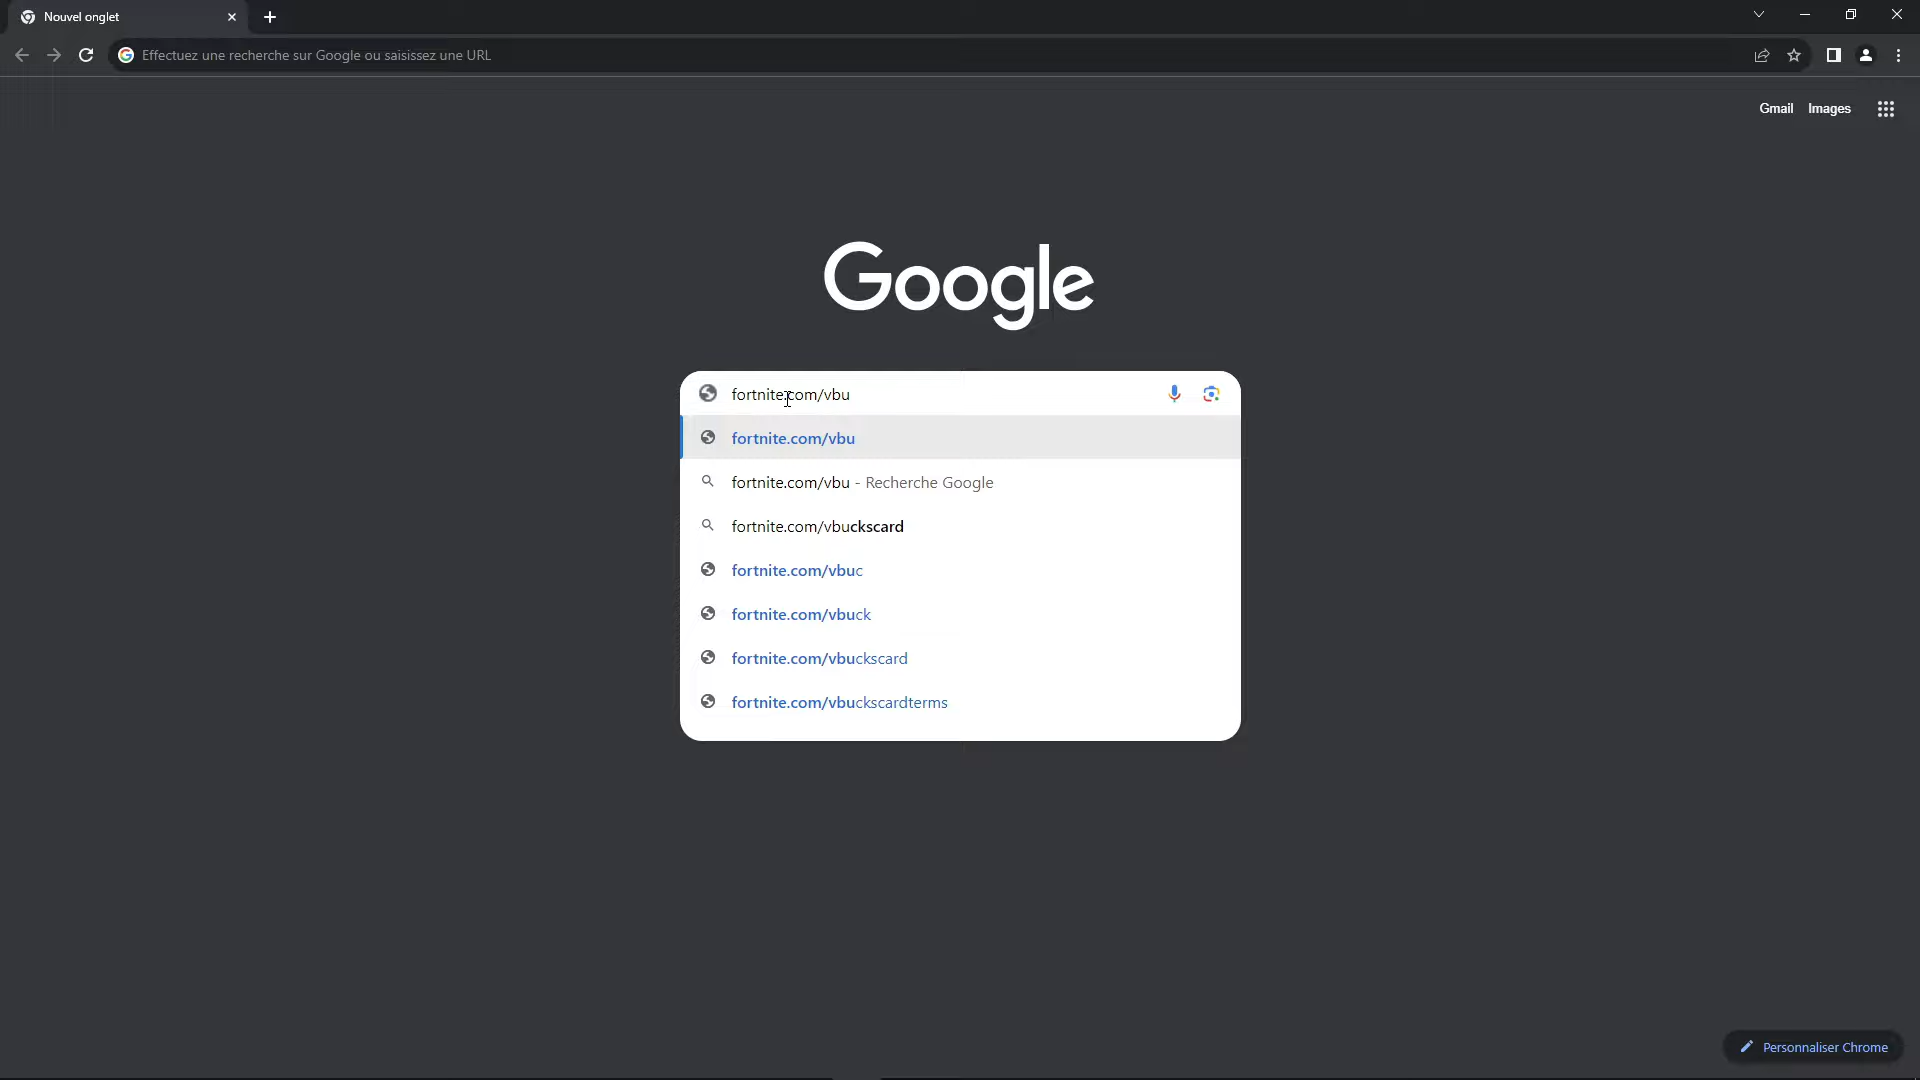 Nouvel onglet
Effectuez une recherche sur Google ou saisissez une URL
Gmail Images
Google
fortnite.com/vbu
fortnite.com/vbu
fortnite.com/vbu - Recherche Google
fortnite.com/vbuckscard
fortnite.com/vbuc
fortnite.com/vbuck
fortnite.com/vbuckscard
fortnite.com/vbuckscardterms
Personnaliser Chrome